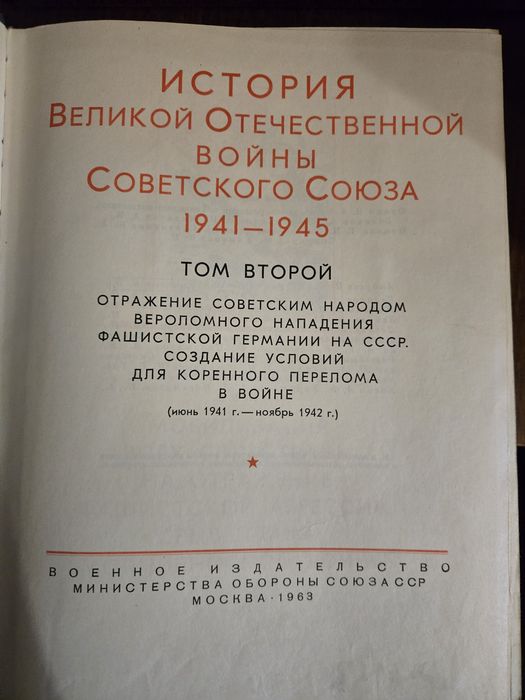 ИСТОРИЯ
ВЕЛИКОЙ ОТЕЧЕСТВЕННОЙ
ВОЙНЫ
СОВЕТСКОГО СОЮЗА
1941—1945
ТОМ ВТОРОЙ
ОТРАЖЕНИЕ СОВЕТСКИМ НАРОДОМ
ВЕРОЛОМНОГО НАПАДЕНИЯ
ФАШИСТСКОЙ ГЕРМАНИИ НА СССР.
СОЗДАНИЕ УСЛОВИЙ
ДЛЯ КОРЕННОГО ПЕРЕЛОМА
В ВОЙНЕ
(июнь 1941 г. — ноябрь 1942 г.)
ВОЕННОЕ ИЗДАТЕЛЬСТВО
МИНИСТЕРСТВА ОБОРОНЫ СОЮЗА ССР
МОСКВА · 1963